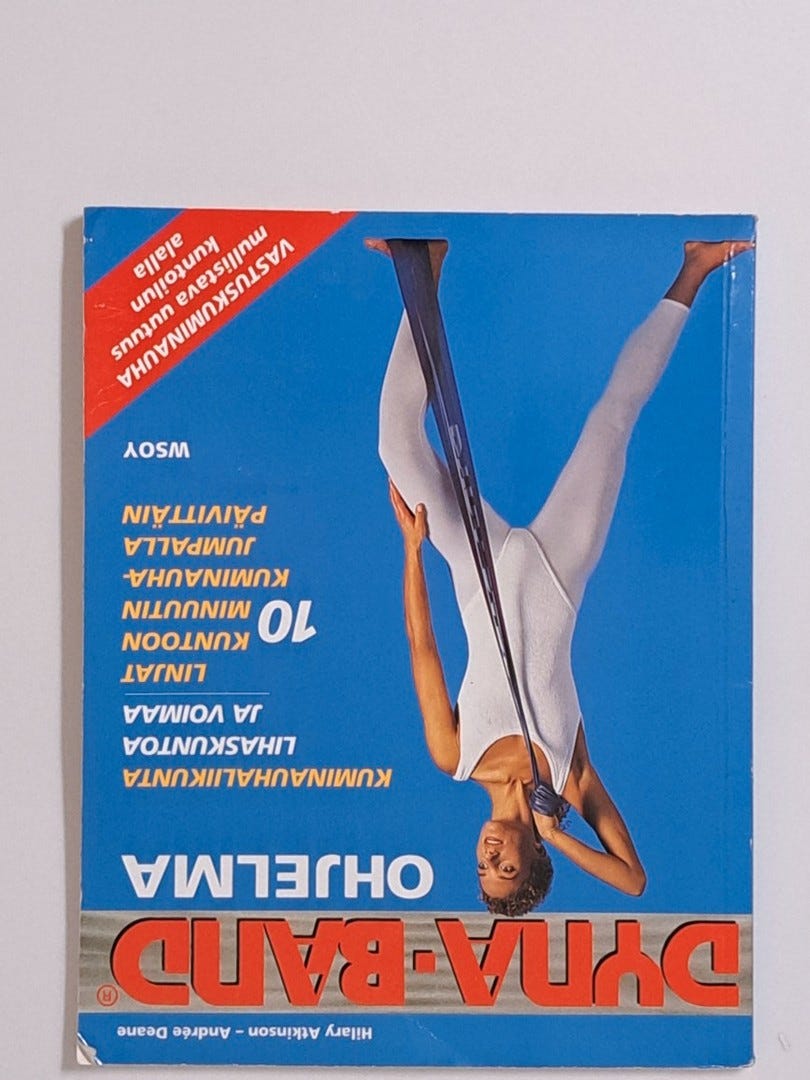 Hilary Atkinson – Andrée Deane
DYNA-BAND®
OHJELMA
KUMINAUHALIIKUNTA
LIHASKUNTOA
JA VOIMAA
LINJAT
KUNTOON
10 MINUUTIN
KUMINAUHA-
JUMPALLA
PÄIVITTÄIN
WSOY
VASTUSKUMINAUHA
mullistava uutuus
kuntoilun
alalla